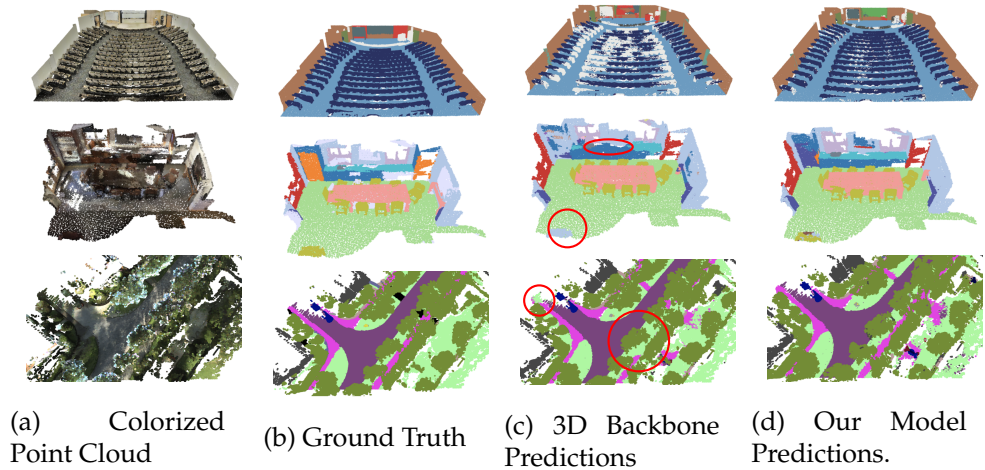 (a) Colorized
Point Cloud
(b) Ground Truth
(c) 3D Backbone
Predictions
(d) Our Model
Predictions.